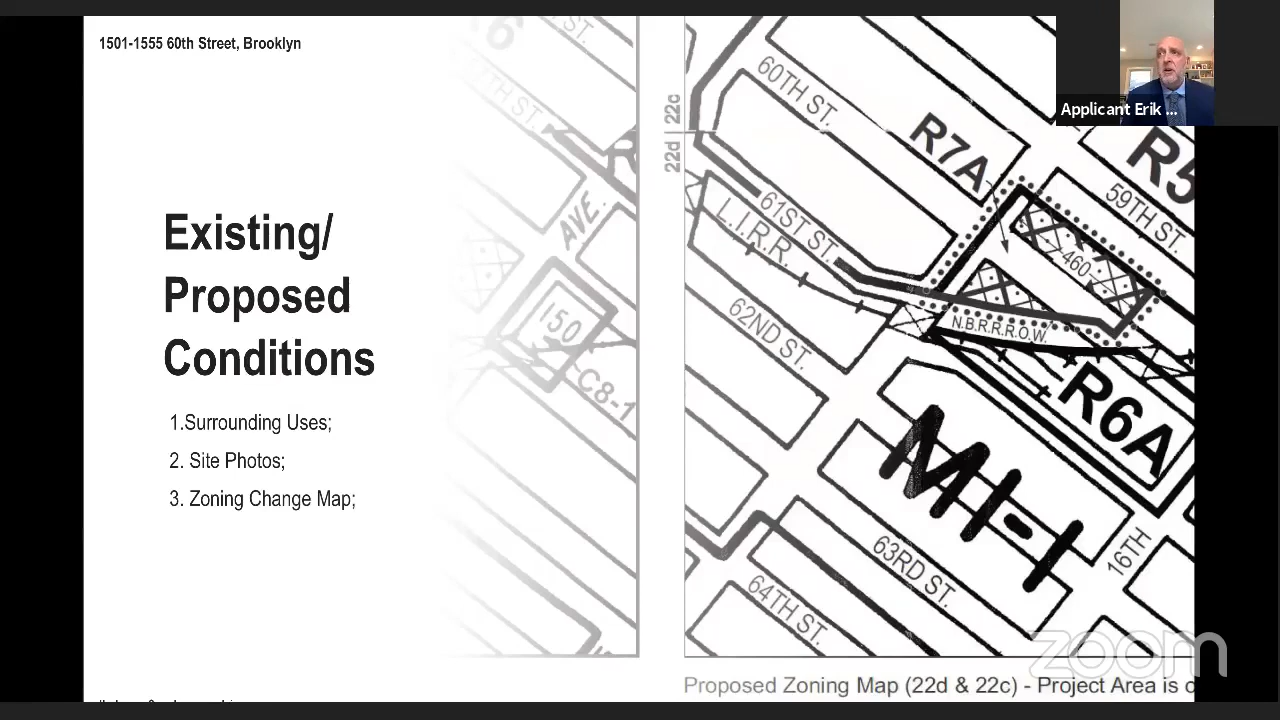 1501-1555 60th Street, Brooklyn
Existing/
Proposed
Conditions
1.Surrounding Uses;
2. Site Photos;
3. Zoning Change Map;
ST.
AVE.
150
C8-1
22d 22c
60TH ST.
R7A
R5
59TH ST.
61ST ST.
L.I.R.R.
460
N.B.R.R.R.O.W.
62ND ST.
R6A
M1-1
16TH
63RD ST.
64TH ST.
Applicant Erik ...
zoom
Proposed Zoning Map (22d & 22c) - Project Area is